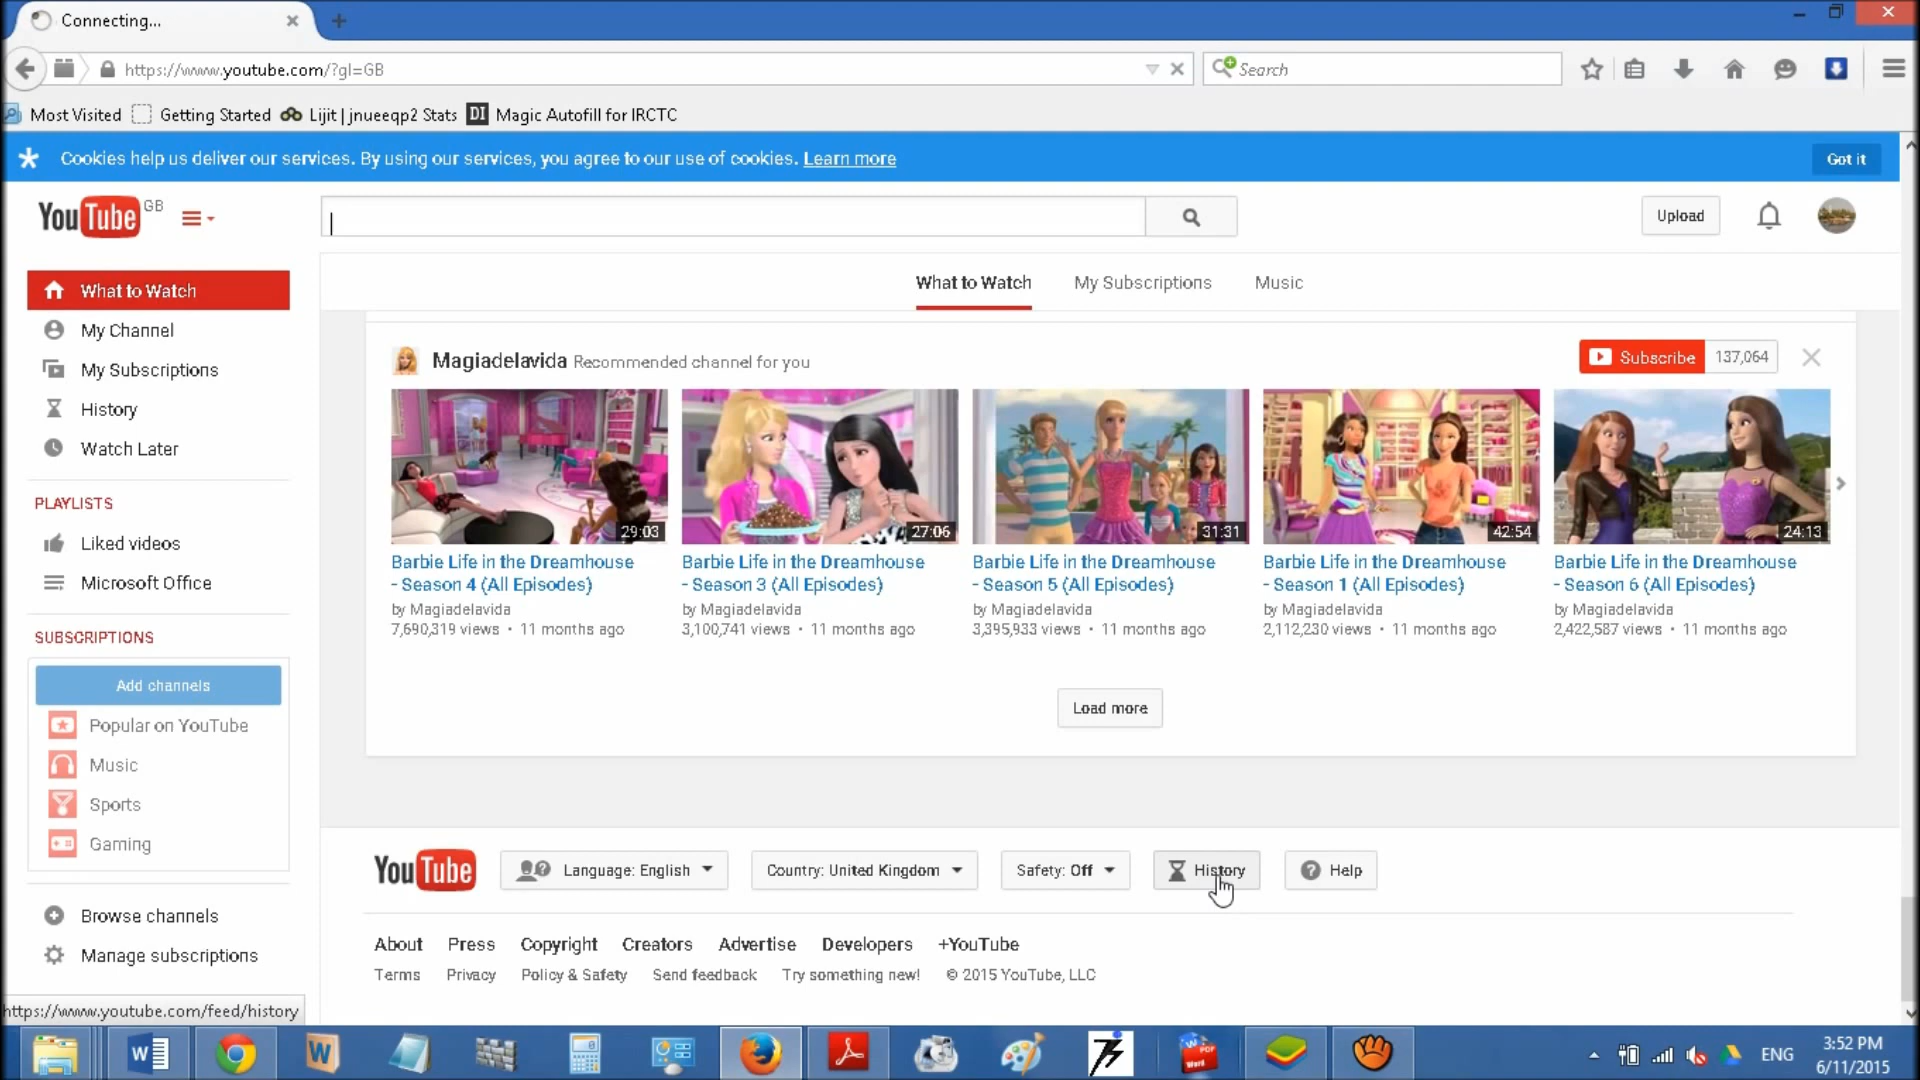 Connecting...
https://www.youtube.com/?gl=GB
Search
Most Visited
Getting Started
Lijit | jnueeqp2 Stats
DI
Magic Autofill for IRCTC
Cookies help us deliver our services. By using our services, you agree to our use of cookies. Learn more
Got it
YouTube GB
Upload
What to Watch
My Channel
My Subscriptions
History
Watch Later
PLAYLISTS
Liked videos
Microsoft Office
SUBSCRIPTIONS
Add channels
Popular on YouTube
Music
Sports
Gaming
Browse channels
Manage subscriptions
What to Watch
My Subscriptions
Music
Magiadelavida Recommended channel for you
Subscribe 137,064
29:03
Barbie Life in the Dreamhouse
- Season 4 (All Episodes)
by Magiadelavida
7,690,319 views • 11 months ago
27:06
Barbie Life in the Dreamhouse
- Season 3 (All Episodes)
by Magiadelavida
3,100,741 views • 11 months ago
31:31
Barbie Life in the Dreamhouse
- Season 5 (All Episodes)
by Magiadelavida
3,395,933 views • 11 months ago
42:54
Barbie Life in the Dreamhouse
- Season 1 (All Episodes)
by Magiadelavida
2,112,230 views • 11 months ago
24:13
Barbie Life in the Dreamhouse
- Season 6 (All Episodes)
by Magiadelavida
2,422,587 views • 11 months ago
Load more
YouTube
Language: English
Country: United Kingdom
Safety: Off
History
Help
About Press Copyright Creators Advertise Developers +YouTube
Terms Privacy Policy & Safety Send feedback Try something new! © 2015 YouTube, LLC
https://www.youtube.com/feed/history
ENG
3:52 PM
6/11/2015